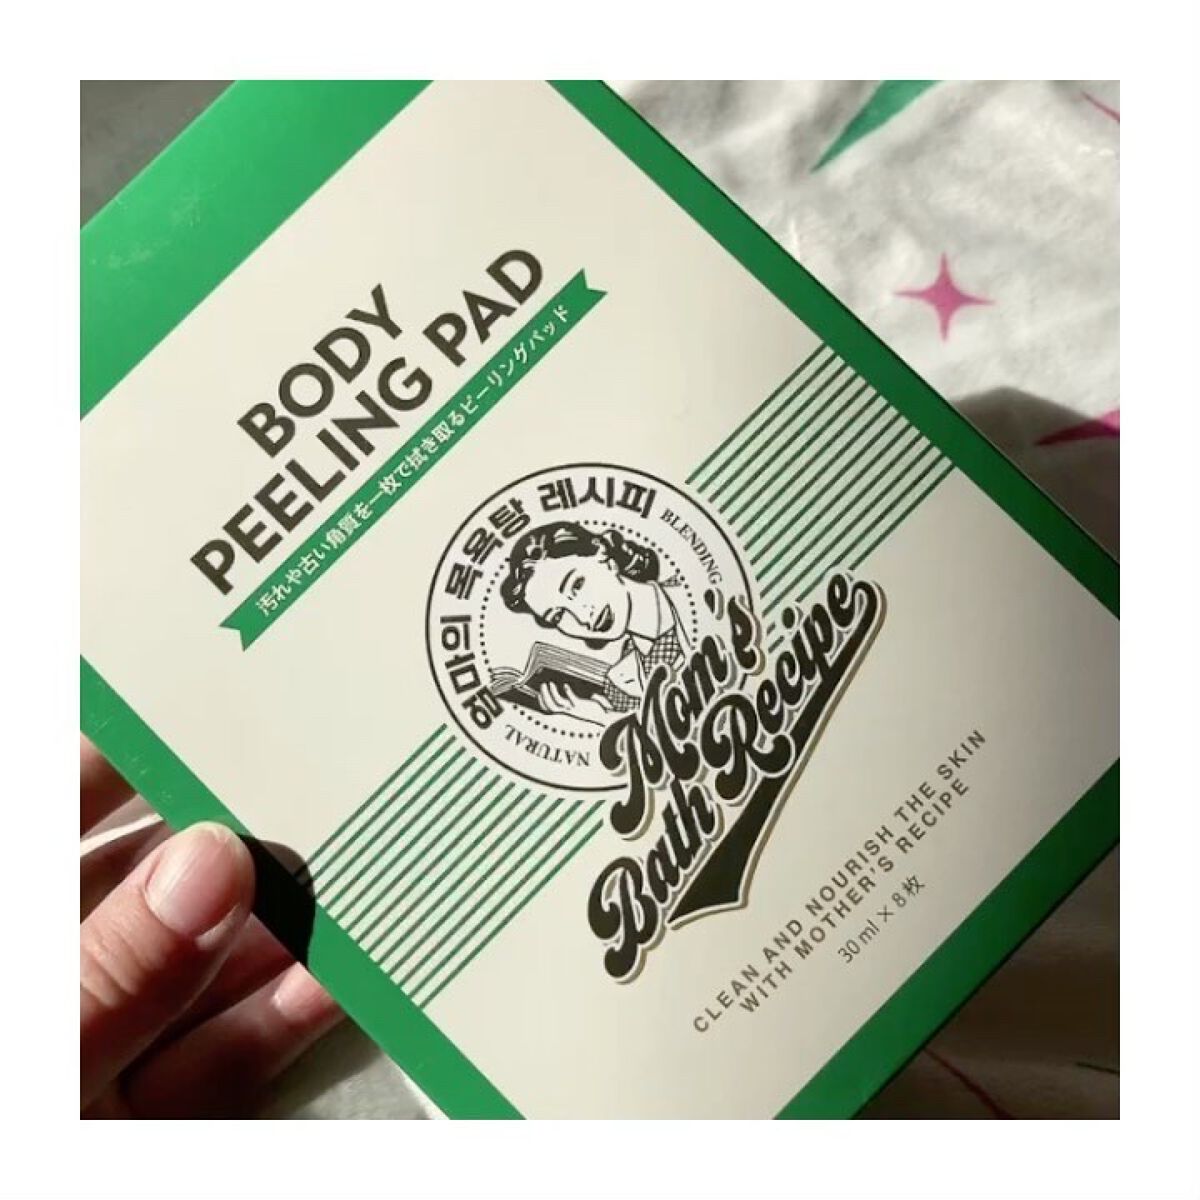 BODY
PEELING PAD
汚れや古い角質を一枚で拭き取るピーリングパッド
엄마의 목욕탕 레시피
BLENDING
NATURAL
Mom's
Bath Recipe
CLEAN AND NOURISH THE SKIN
WITH MOTHER'S RECIPE
30 ml × 8枚